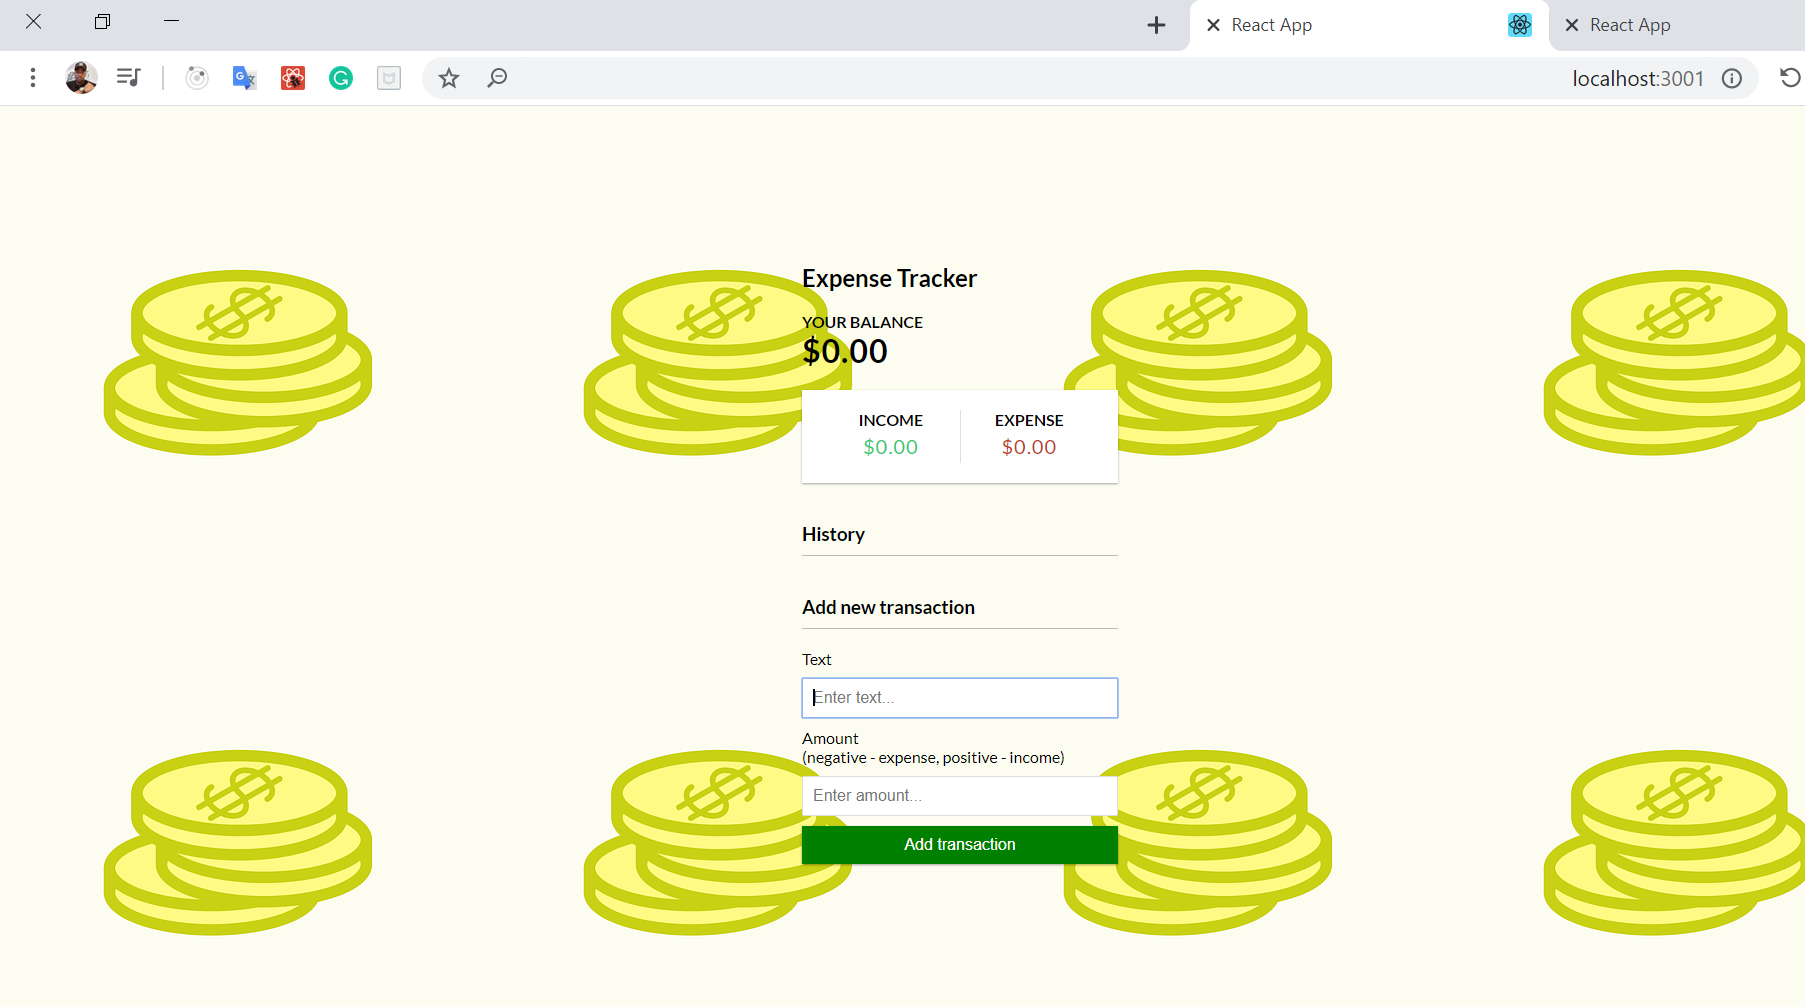 React App
React App
localhost:3001
Expense Tracker
YOUR BALANCE
$0.00
INCOME
EXPENSE
$0.00
$0.00
History
Add new transaction
Text
Enter text...
Amount
(negative - expense, positive - income)
Enter amount...
Add transaction